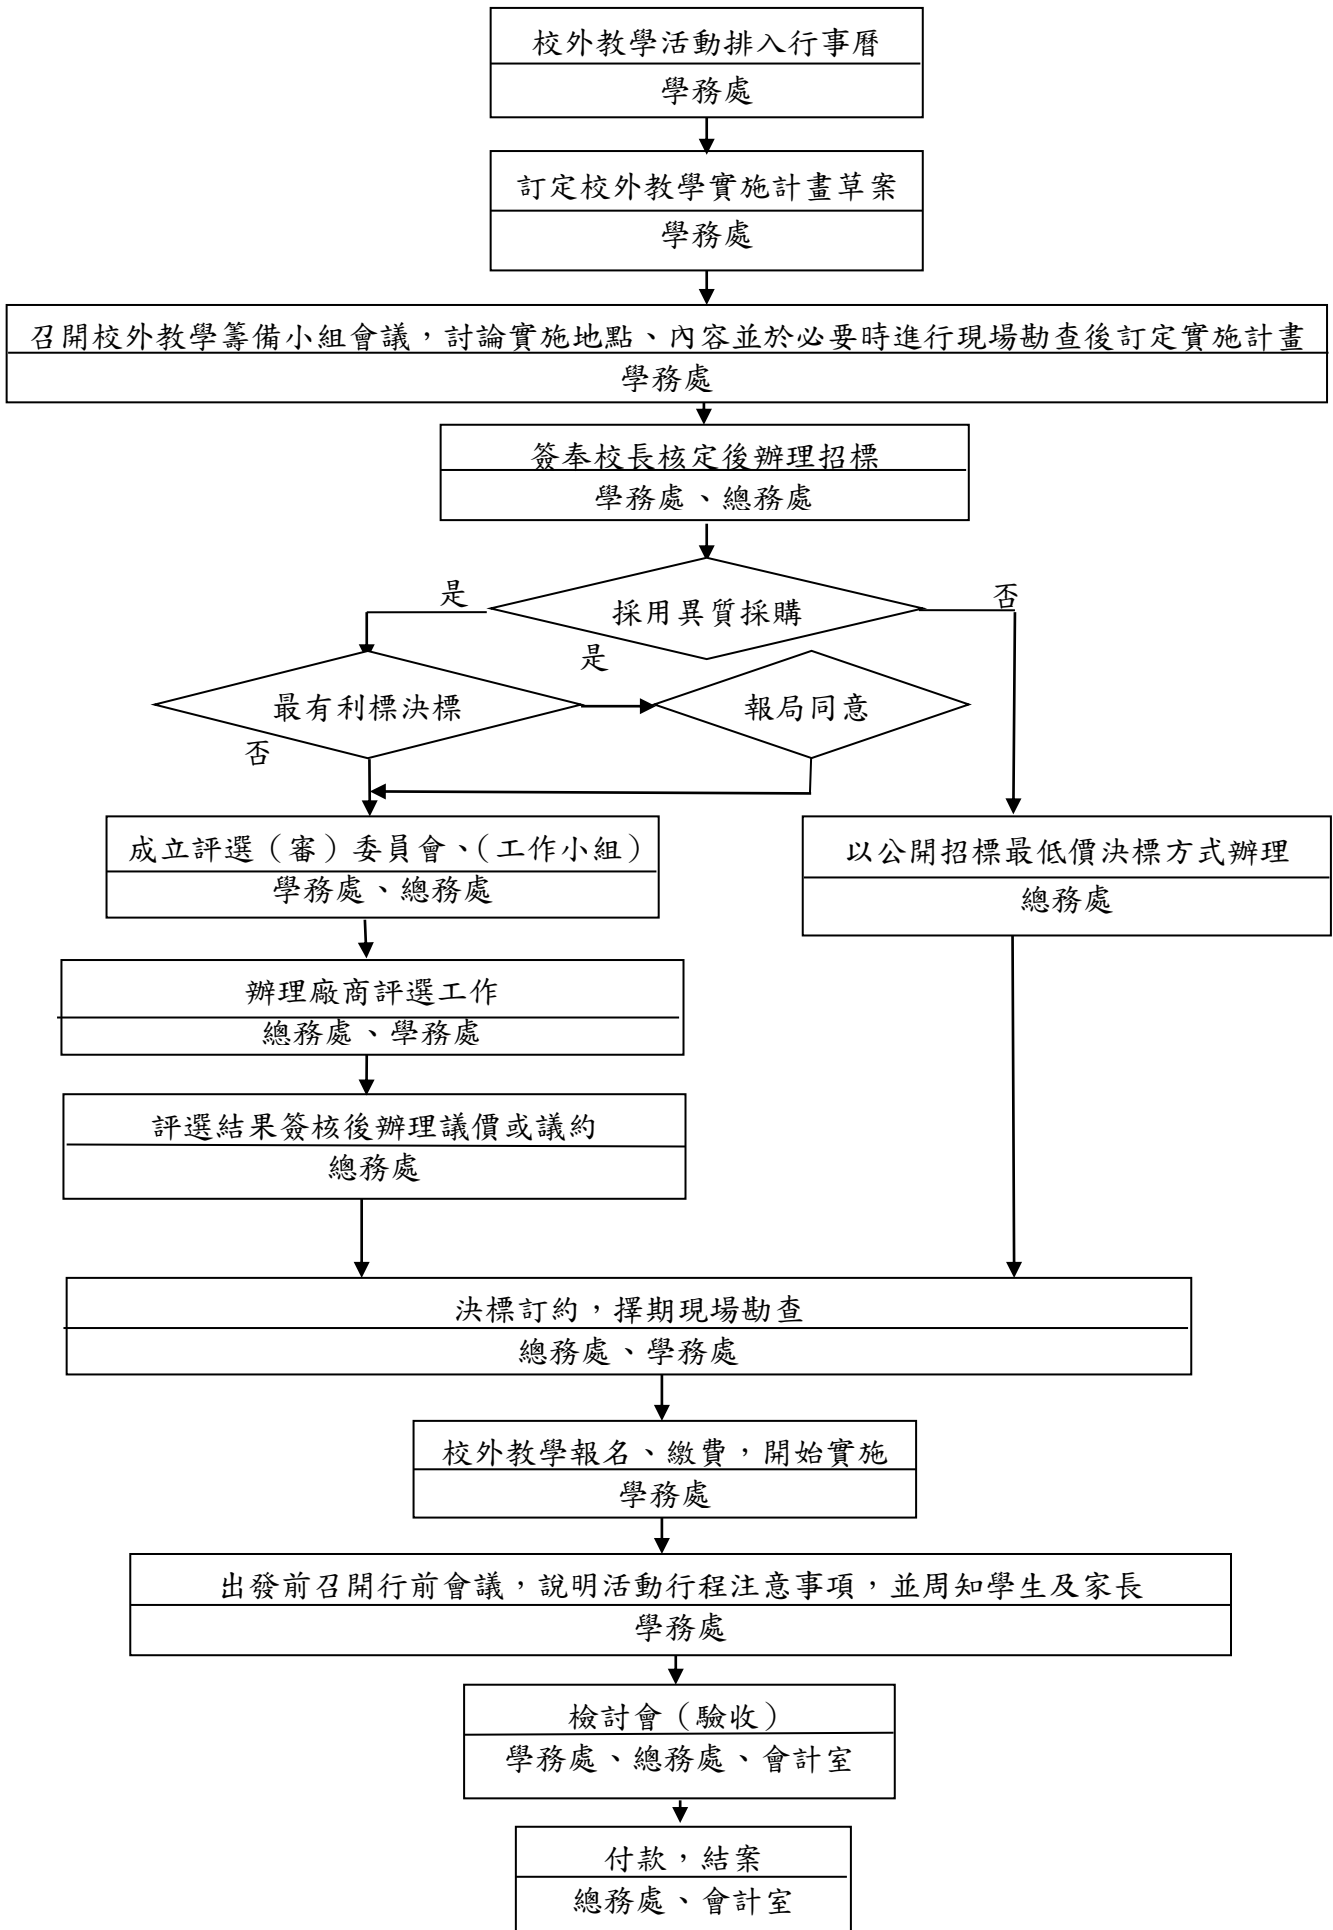 校外教學活動排入行事曆
學務處
訂定校外教學實施計畫草案
學務處
召開校外教學籌備小組會議，討論實施地點、內容並於必要時進行現場勘查後訂定實施計畫
學務處
簽奉校長核定後辦理招標
學務處、總務處
是
採用異質採購
否
是
最有利標決標
報局同意
否
成立評選（審）委員會、（工作小組）
學務處、總務處
以公開招標最低價決標方式辦理
總務處
辦理廠商評選工作
總務處、學務處
評選結果簽核後辦理議價或議約
總務處
決標訂約，擇期現場勘查
總務處、學務處
校外教學報名、繳費，開始實施
學務處
出發前召開行前會議，說明活動行程注意事項，並周知學生及家長
學務處
檢討會（驗收）
學務處、總務處、會計室
付款，結案
總務處、會計室